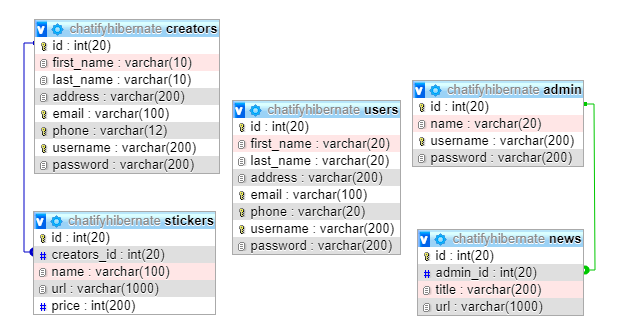 chatifyhibernate creators
id : int(20)
first_name : varchar(10)
last_name : varchar(10)
address : varchar(200)
email : varchar(100)
phone : varchar(12)
username : varchar(200)
password : varchar(200)
chatifyhibernate stickers
id : int(20)
creators_id : int(20)
name : varchar(100)
url : varchar(1000)
price : int(200)
chatifyhibernate users
id : int(20)
first_name : varchar(20)
last_name : varchar(20)
address : varchar(200)
email : varchar(100)
phone : varchar(20)
username : varchar(200)
password : varchar(200)
chatifyhibernate admin
id : int(20)
name : varchar(20)
username : varchar(200)
password : varchar(200)
chatifyhibernate news
id : int(20)
admin_id : int(20)
title : varchar(200)
url : varchar(1000)